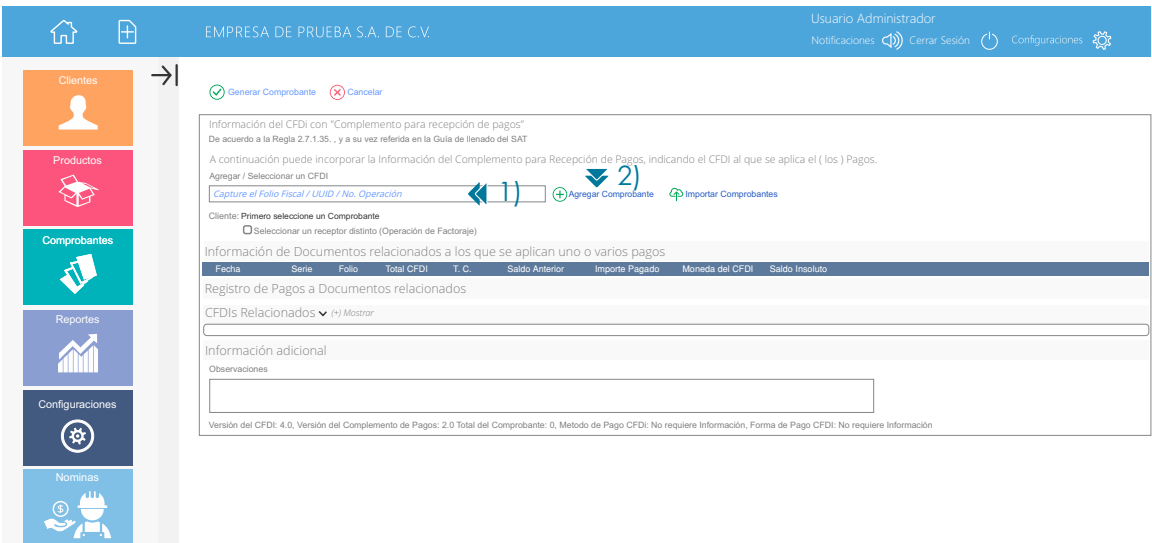 EMPRESA DE PRUEBA S.A. DE C.V.
Usuario Administrador
Notificaciones Cerrar Sesión Configuraciones
Clientes
Productos
Comprobantes
Reportes
Configuraciones
Nominas
$
Generar Comprobante Cancelar
Información del CFDi con "Complemento para recepción de pagos"
De acuerdo a la Regla 2.7.1.35. , y a su vez referida en la Guía de llenado del SAT
A continuación puede incorporar la Información del Complemento para Recepción de Pagos, indicando el CFDI al que se aplica el ( los ) Pagos.
Agregar / Seleccionar un CFDI
2)
Capture el Folio Fiscal / UUID / No. Operación 1) Agregar Comprobante Importar Comprobantes
Cliente: Primero seleccione un Comprobante
Seleccionar un receptor distinto (Operación de Factoraje)
Información de Documentos relacionados a los que se aplican uno o varios pagos
Fecha Serie Folio Total CFDI T. C. Saldo Anterior Importe Pagado Moneda del CFDI Saldo Insoluto
Registro de Pagos a Documentos relacionados
CFDIs Relacionados (+) Mostrar
Información adicional
Observaciones
Versión del CFDI: 4.0, Versión del Complemento de Pagos: 2.0 Total del Comprobante: 0, Metodo de Pago CFDi: No requiere Información, Forma de Pago CFDI: No requiere Información